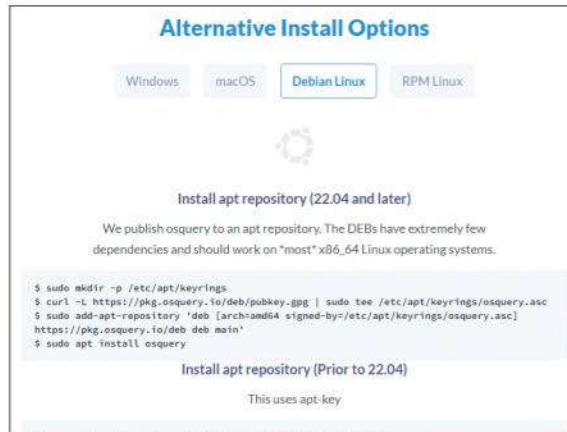 Alternative Install Options
Windows macOS Debian Linux RPM Linux
Install apt repository (22.04 and later)
We publish osquery to an apt repository. The DEBs have extremely few
dependencies and should work on *most* x86_64 Linux operating systems.
$ sudo mkdir -p /etc/apt/keyrings
$ curl -L https://pkg.osquery.io/deb/pubkey.gpg | sudo tee /etc/apt/keyrings/osquery.asc
$ sudo add-apt-repository 'deb [arch=amd64 signed-by=/etc/apt/keyrings/osquery.asc]
https://pkg.osquery.io/deb deb main'
$ sudo apt install osquery
Install apt repository (Prior to 22.04)
This uses apt-key